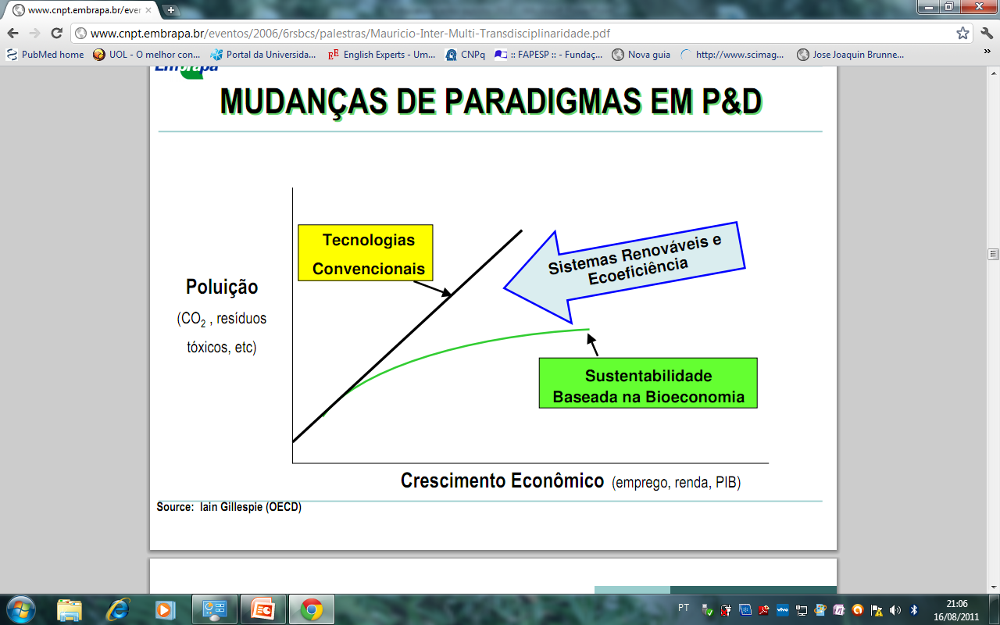 www.cnpt.embrapa.br/ever
www.cnpt.embrapa.br/eventos/2006/6rsbcs/palestras/Mauricio-Inter-Multi-Transdisciplinaridade.pdf
PubMed home
UOL - O melhor con...
Portal da Universida...
English Experts - Um...
CNPq
:: FAPESP :: - Fundaç...
Nova guia
http://www.scimag...
Jose Joaquin Brunne...
»
Embrapa
MUDANÇAS DE PARADIGMAS EM P&D
Tecnologias
Convencionais
Sistemas Renováveis e
Ecoeficiência
Poluição
(CO₂ , resíduos
tóxicos, etc)
Sustentabilidade
Baseada na Bioeconomia
Crescimento Econômico (emprego, renda, PIB)
Source: Iain Gillespie (OECD)
PT
21:06
16/08/2011